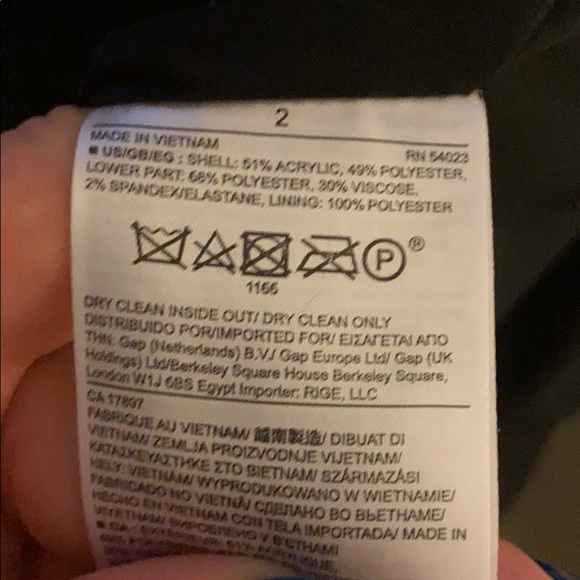 2
MADE IN VIETNAM RN 54023
■ US/GB/EG : SHELL: 51% ACRYLIC, 49% POLYESTER,
LOWER PART: 68% POLYESTER, 30% VISCOSE,
2% SPANDEX/ELASTANE, LINING: 100% POLYESTER
P ®
1166
DRY CLEAN INSIDE OUT/ DRY CLEAN ONLY
DISTRIBUIDO POR/IMPORTED FOR/ ΕΙΣΑΓΕΤΑΙ ΑΠΟ
THN: Gap (Netherlands) B.V./ Gap Europe Ltd/ Gap (UK
Holdings) Ltd/Berkeley Square House Berkeley Square,
London W1J 6BS Egypt Importer: RIGE, LLC
CA 17897
FABRIQUE AU VIETNAM/ 越南製造/ DIBUAT DI
VIETNAM/ ZEMLJA PROIZVODNJE VIJETNAM/
ΚΑΤΑΣΚΕΥΑΣΤΗΚΕ ΣΤΟ ΒΙΕΤΝΑΜ/ SZÁRMAZÁSI
HELY: VIETNÁM/ WYPRODUKOWANO W WIETNAMIE/
FABRICADO NO VIETNÃ/ СДЕЛАНО ВО ВЬЕТНАМЕ/
HECHO EN VIETNAM CON TELA IMPORTADA/ MADE IN
VIETNAM/ ВИРОБЛЕНО У В'ЄТНАМІ